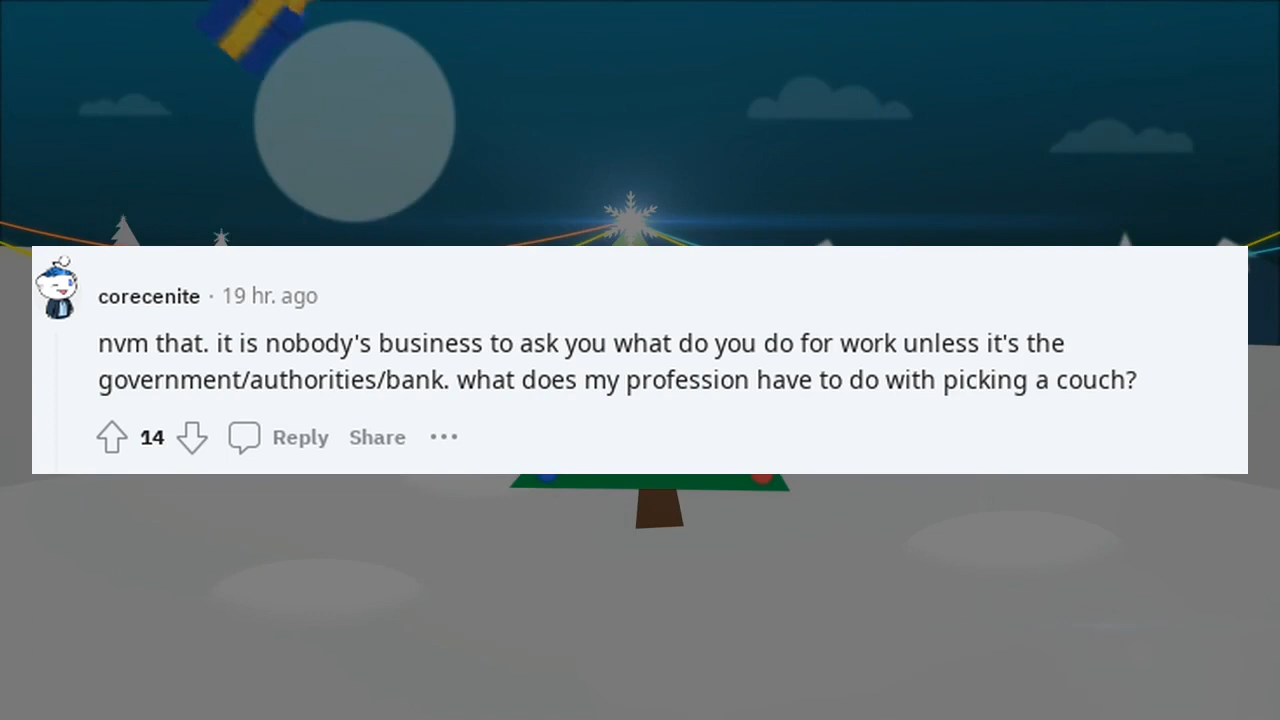 corecenite · 19 hr. ago
nvm that. it is nobody's business to ask you what do you do for work unless it's the
government/authorities/bank. what does my profession have to do with picking a couch?
14 Reply Share ...